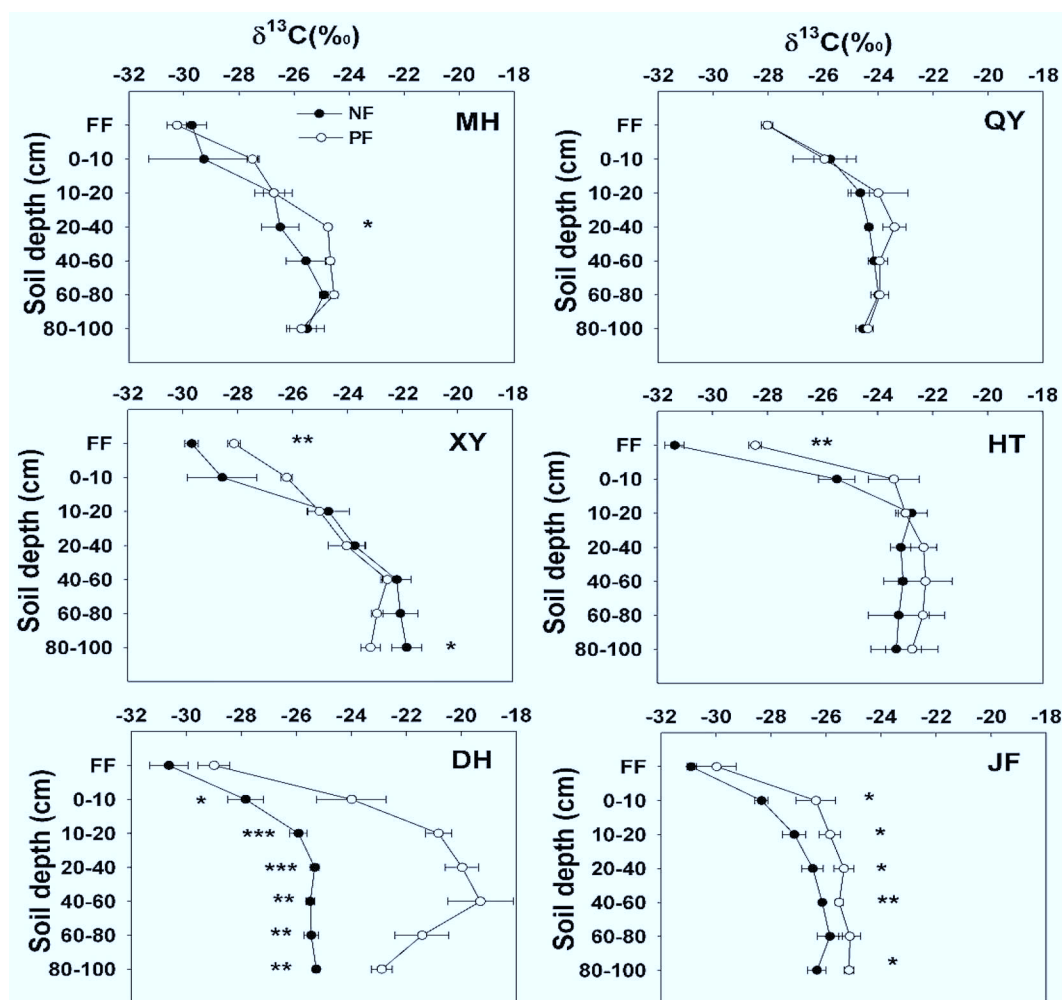 δ13C(‰) δ13C(‰)
-32 -30 -28 -26 -24 -22 -20 -18
-32 -30 -28 -26 -24 -22 -20 -18
NF
PF
MH
QY
Soil depth (cm)
FF
0-10
10-20
20-40 *
40-60
60-80
80-100
Soil depth (cm)
FF
0-10
10-20
20-40
40-60
60-80
80-100
-32 -30 -28 -26 -24 -22 -20 -18
-32 -30 -28 -26 -24 -22 -20 -18
XY
HT
Soil depth (cm)
FF **
0-10
10-20
20-40
40-60
60-80
80-100 *
Soil depth (cm)
FF **
0-10
10-20
20-40
40-60
60-80
80-100
-32 -30 -28 -26 -24 -22 -20 -18
-32 -30 -28 -26 -24 -22 -20 -18
DH
JF
Soil depth (cm)
FF
0-10 *
10-20 ***
20-40 ***
40-60 **
60-80 **
80-100 **
Soil depth (cm)
FF
0-10 *
10-20 *
20-40 *
40-60 **
60-80
80-100 *